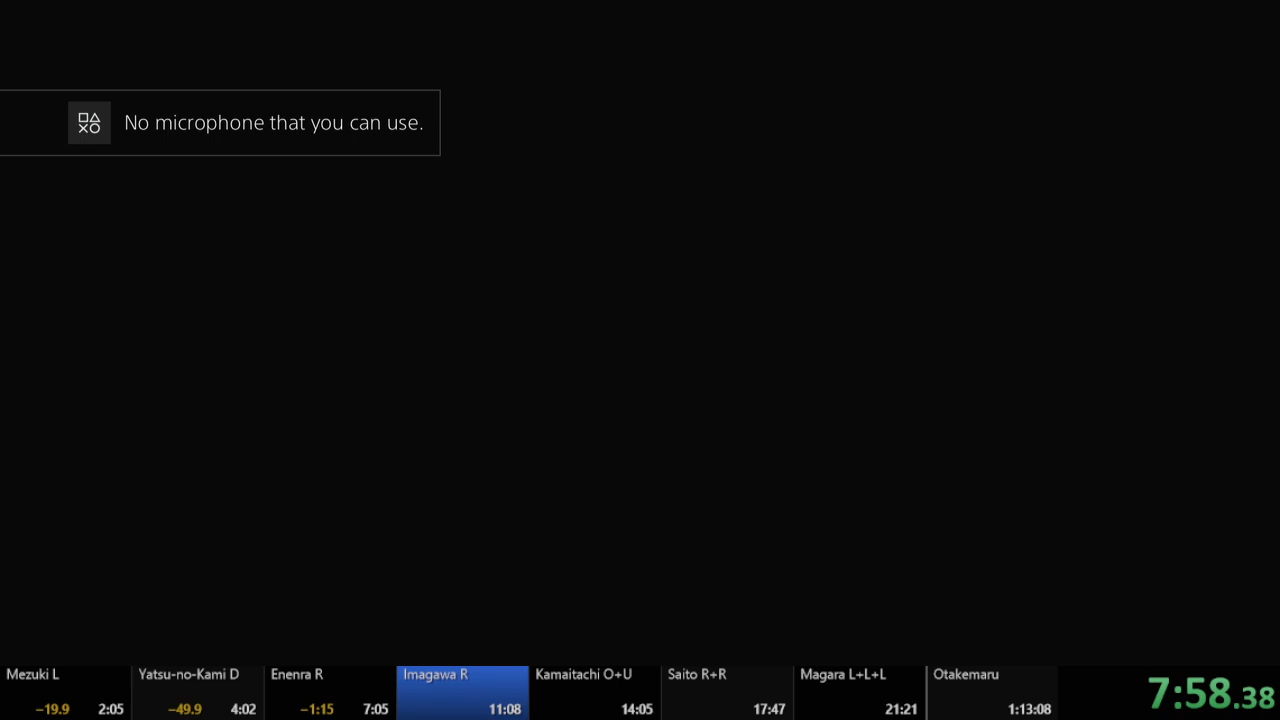 No microphone that you can use.
Mezuki L
−19.9 2:05
Yatsu-no-Kami D
−49.9 4:02
Enenra R
−1:15 7:05
Imagawa R
11:08
Kamaitachi O+U
14:05
Saito R+R
17:47
Magara L+L+L
21:21
Otakemaru
1:13:08
7:58.38